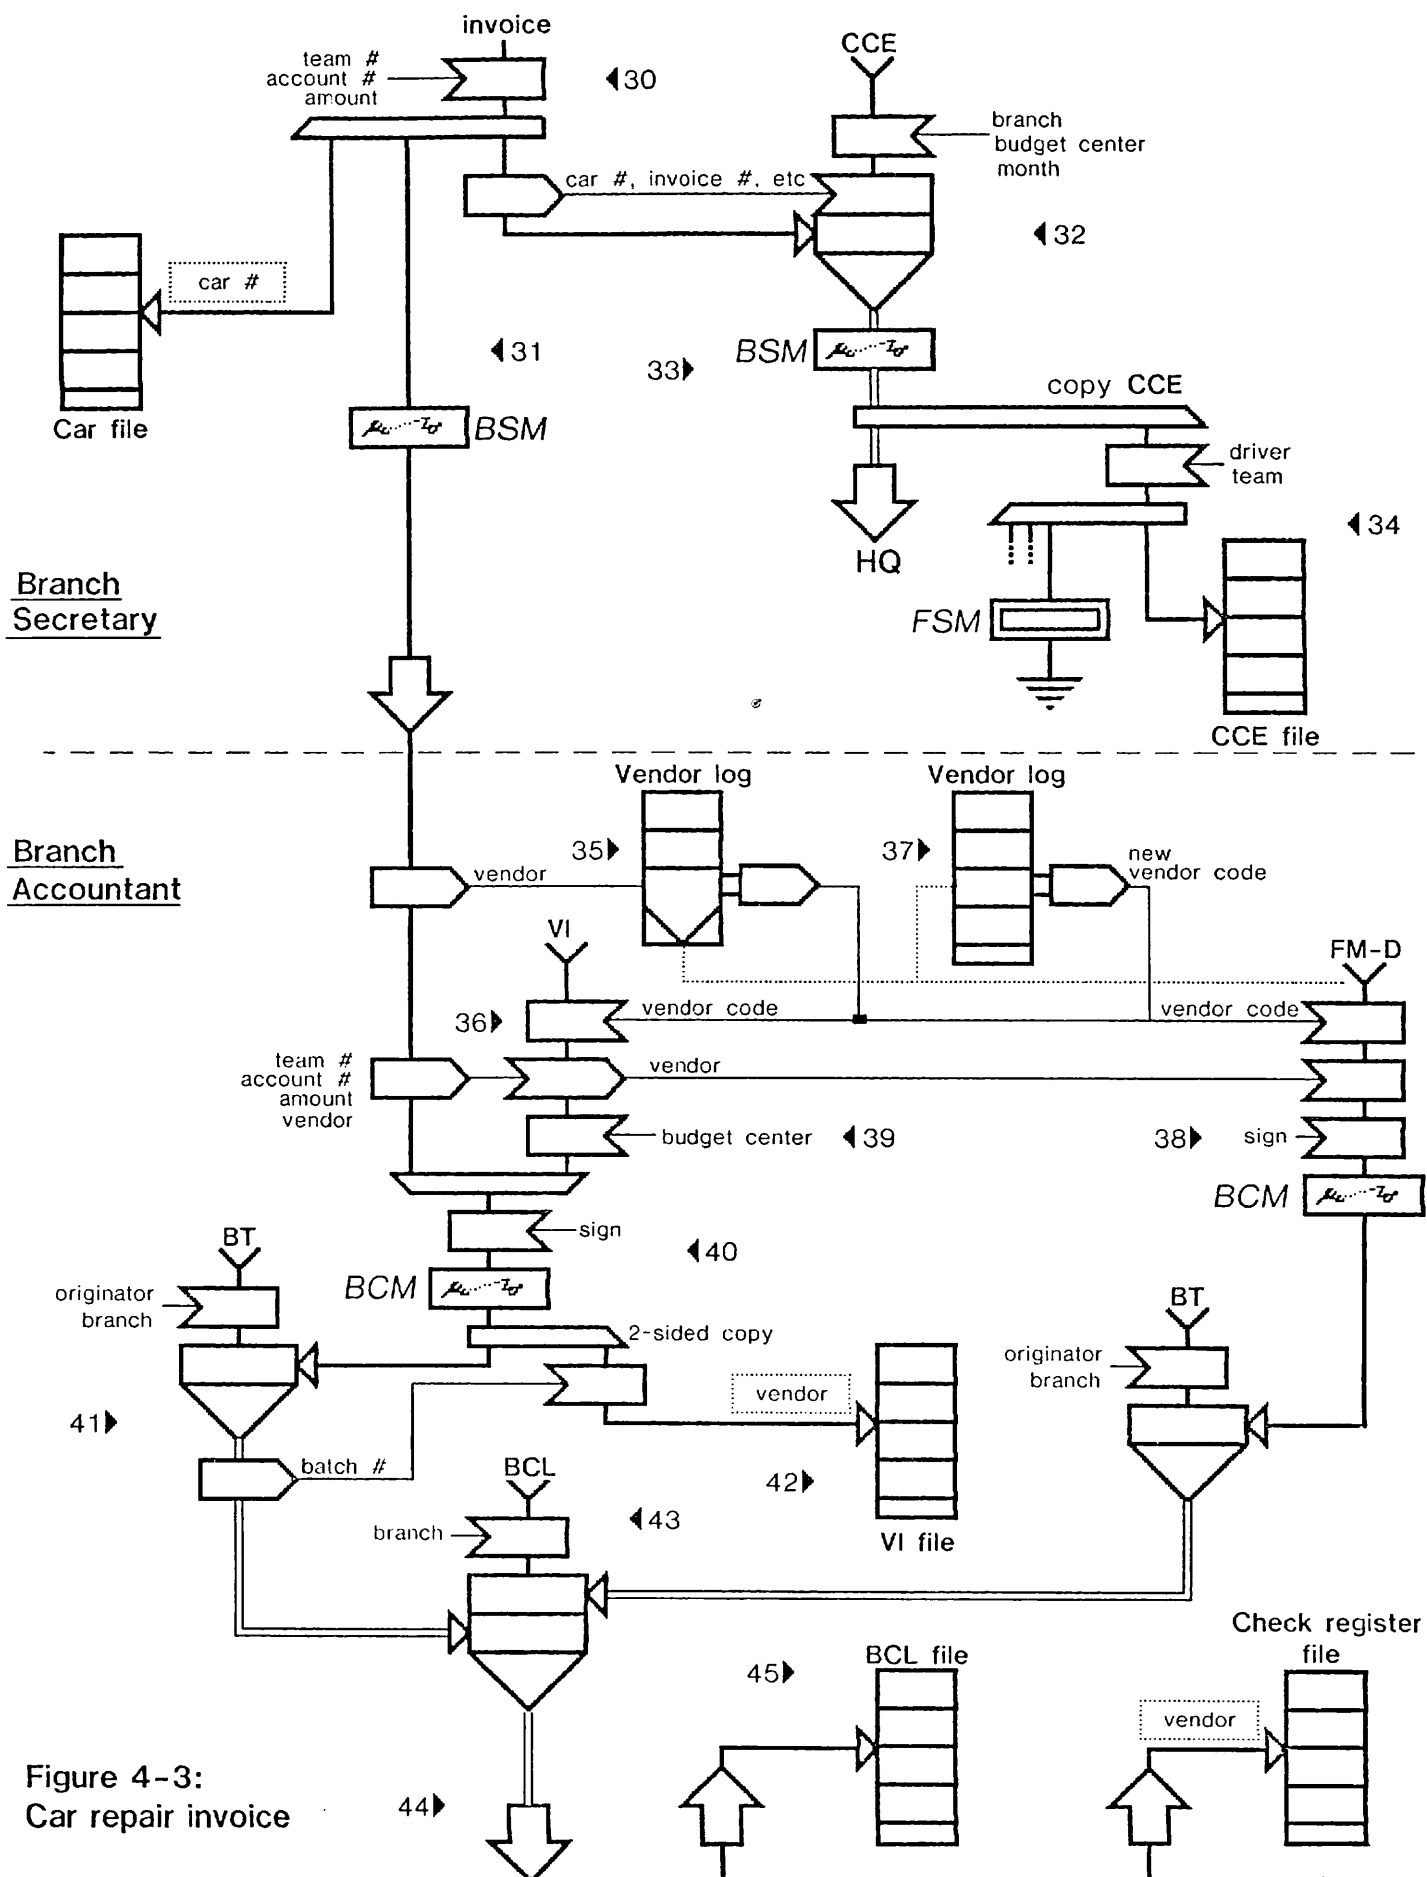 invoice
team #
account #
amount
30
CCE
branch
budget center
month
car #, invoice #, etc
32
car #
31
33
BSM
copy CCE
Car file
BSM
driver
team
34
HQ
FSM
Branch
Secretary
CCE file
Vendor log
Vendor log
Branch
Accountant
35
37
new
vendor code
vendor
VI
FM-D
36
vendor code
vendor code
team #
account #
amount
vendor
vendor
budget center
39
38
sign
BCM
sign
40
BT
BCM
originator
branch
2-sided copy
BT
originator
branch
vendor
41
batch #
BCL
42
43
branch
VI file
Check register
file
BCL file
45
vendor
Figure 4-3:
Car repair invoice
44